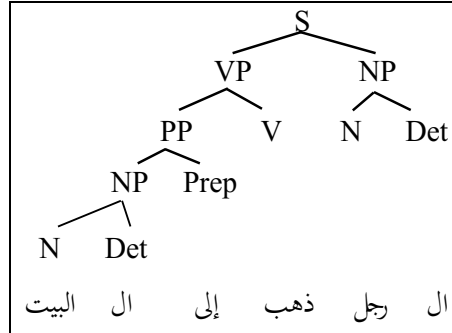 S
VP NP
PP V N Det
NP Prep
N Det
ال رجل ذهب إلى ال البيت